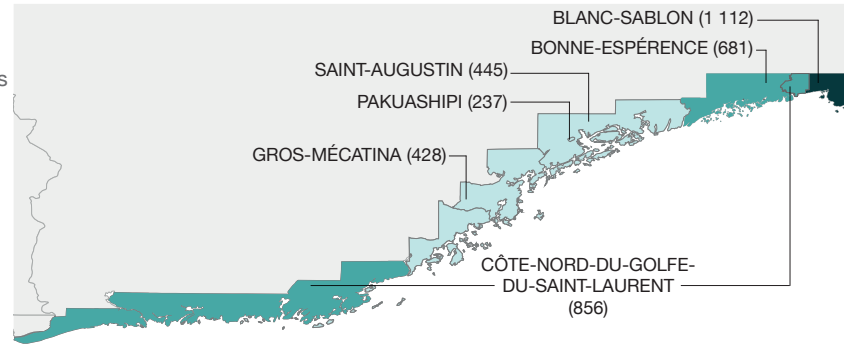 BLANC-SABLON (1 112)
BONNE-ESPÉRENCE (681)
SAINT-AUGUSTIN (445)
S
PAKUASHIPI (237)
GROS-MÉCATINA (428)
CÔTE-NORD-DU-GOLFE-
DU-SAINT-LAURENT
(856)